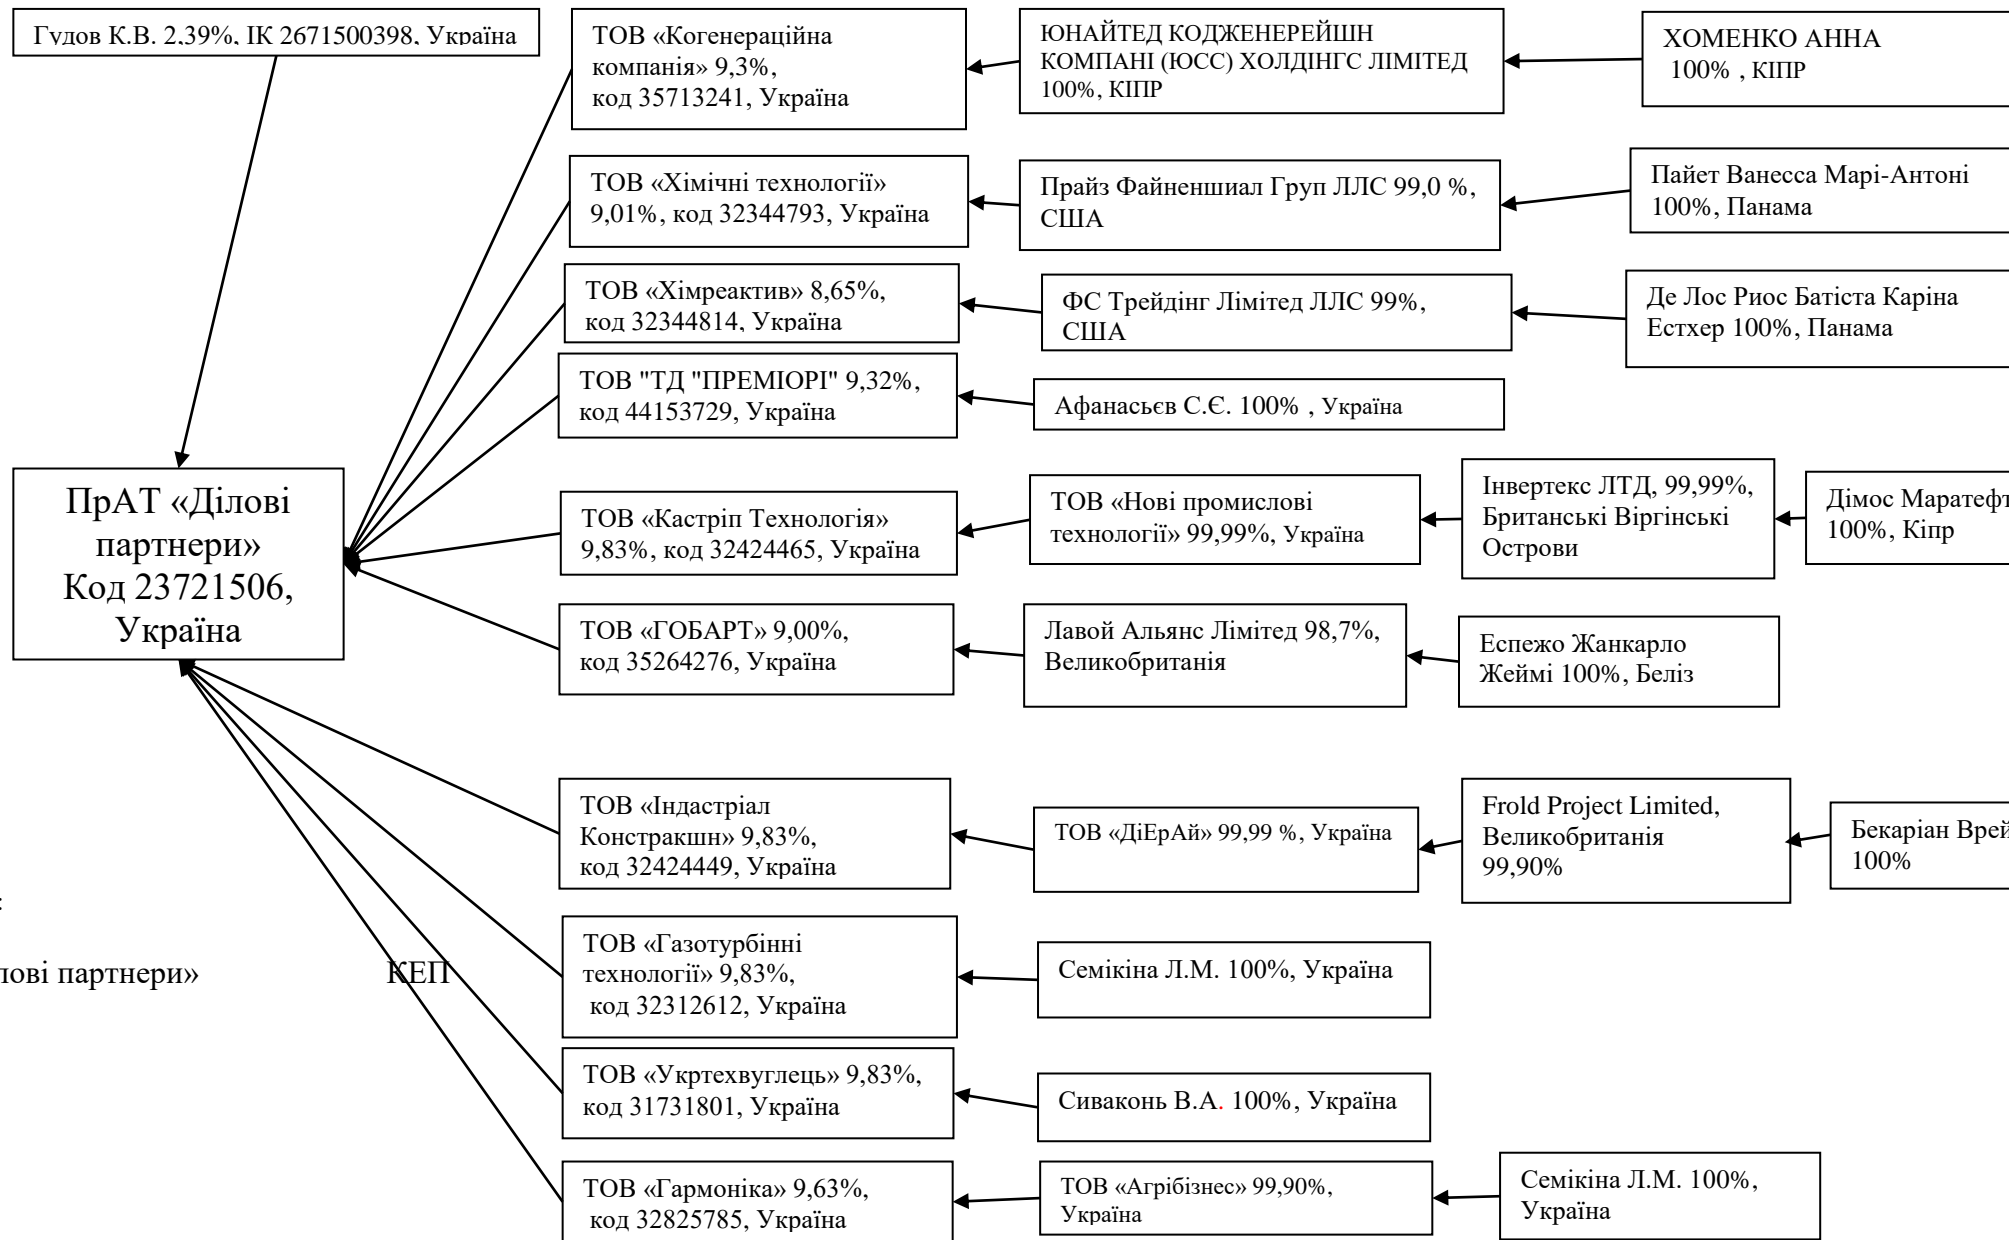 Гудов К.В. 2,39%, ІК 2671500398, Україна
ТОВ «Когенераційна
компанія» 9,3%,
код 35713241, Україна
ЮНАЙТЕД КОДЖЕНЕРЕЙШН
КОМПАНІ (ЮСС) ХОЛДІНГС ЛІМІТЕД
100%, КІПР
ХОМЕНКО АННА
100% , КІПР
ТОВ «Хімічні технології»
9,01%, код 32344793, Україна
Прайз Файненшиал Груп ЛЛС 99,0 %,
США
Пайет Ванесса Марі-Антоні
100%, Панама
ТОВ «Хімреактив» 8,65%,
код 32344814, Україна
ФС Трейдінг Лімітед ЛЛС 99%,
США
Де Лос Риос Батіста Каріна
Естхер 100%, Панама
ТОВ "ТД "ПРЕМІОРІ" 9,32%,
код 44153729, Україна
Афанасьєв С.Є. 100% , Україна
ПрАТ «Ділові
партнери»
Код 23721506,
Україна
ТОВ «Кастріп Технологія»
9,83%, код 32424465, Україна
ТОВ «Нові промислові
технології» 99,99%, Україна
Інвертекс ЛТД, 99,99%,
Британські Віргінські
Острови
Дімос Маратефт
100%, Кіпр
ТОВ «ГОБАРТ» 9,00%,
код 35264276, Україна
Лавой Альянс Лімітед 98,7%,
Великобританія
Еспежо Жанкарло
Жеймі 100%, Беліз
ТОВ «Індастріал
Констракшн» 9,83%,
код 32424449, Україна
ТОВ «ДіЕрАй» 99,99 %, Україна
Frold Project Limited,
Великобританія
99,90%
Бекаріан Врей
100%
:
лові партнери» КЕП
ТОВ «Газотурбінні
технології» 9,83%,
код 32312612, Україна
Семікіна Л.М. 100%, Україна
ТОВ «Укртехвуглець» 9,83%,
код 31731801, Україна
Сиваконь В.А. 100%, Україна
ТОВ «Гармоніка» 9,63%,
код 32825785, Україна
ТОВ «Агрібізнес» 99,90%,
Україна
Семікіна Л.М. 100%,
Україна